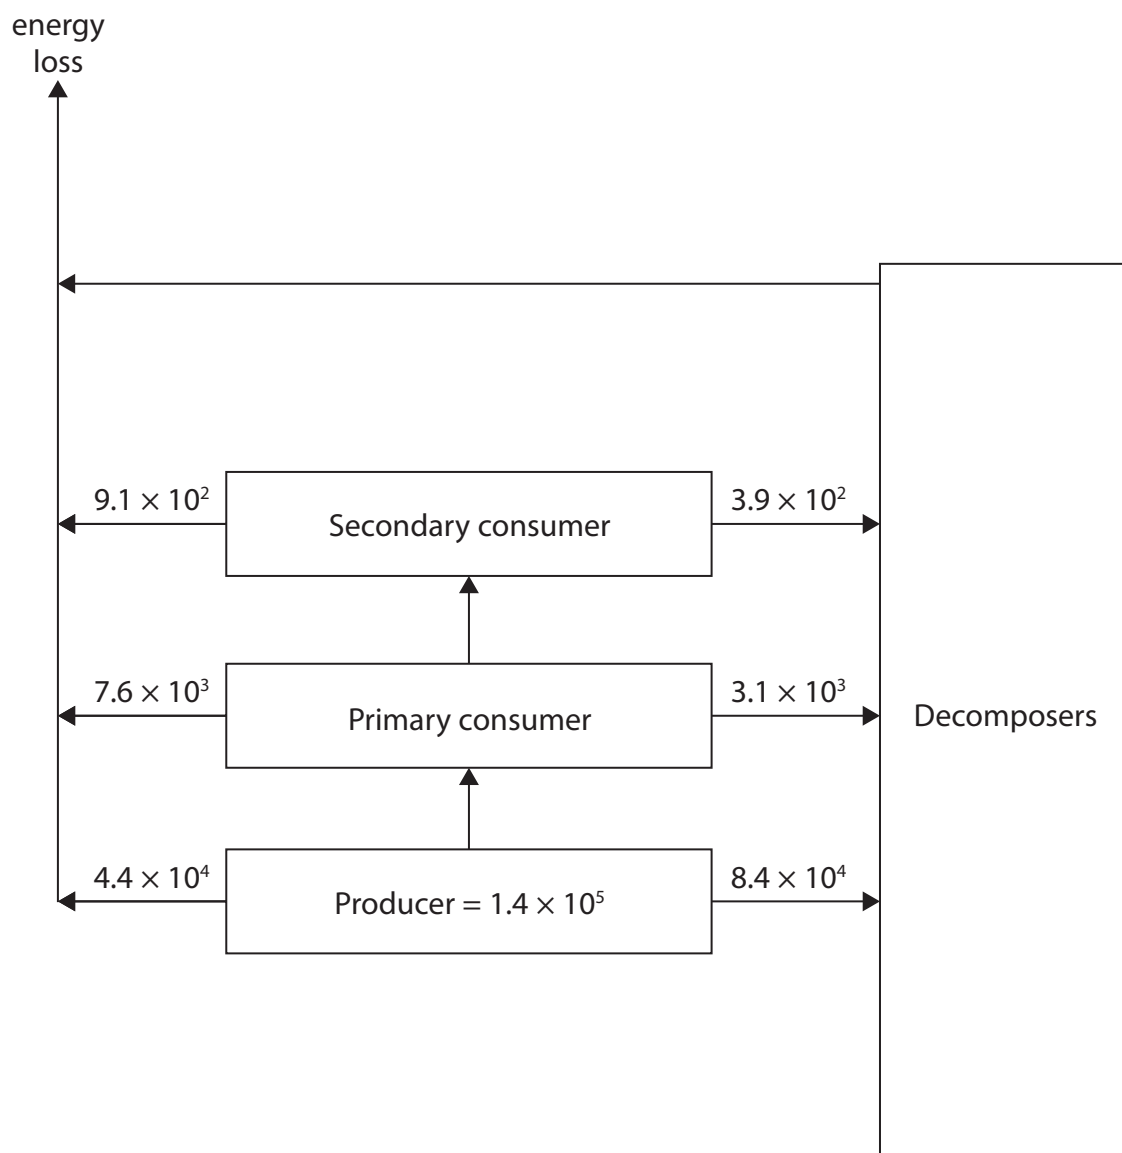 energy
loss
9.1 × 10² Secondary consumer 3.9 × 10²
7.6 × 10³ Primary consumer 3.1 × 10³ Decomposers
4.4 × 10⁴ Producer = 1.4 × 10⁵ 8.4 × 10⁴